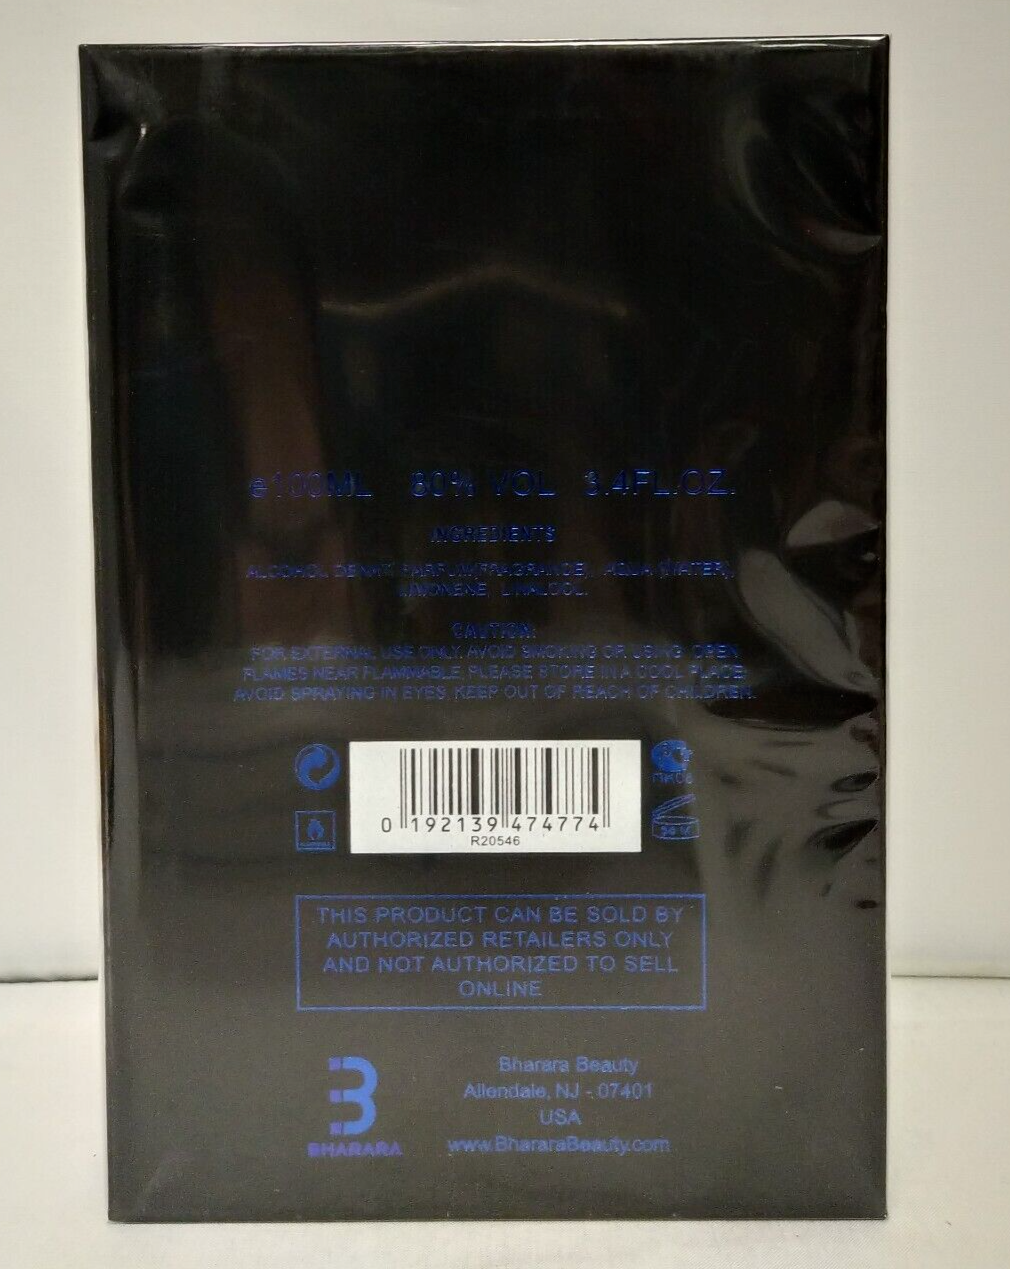 e100ML 80% VOL 3.4FL.OZ.
INGREDIENTS
ALCOHOL DENAT. PARFUM(FRAGRANCE), AQUA (WATER),
LIMONENE, LINALOOL.
CAUTION:
FOR EXTERNAL USE ONLY, AVOID SMOKING OR USING OPEN
FLAMES NEAR FLAMMABLE, PLEASE STORE IN A COOL PLACE,
AVOID SPRAYING IN EYES, KEEP OUT OF REACH OF CHILDREN.
0 192139 474774
R20546
THIS PRODUCT CAN BE SOLD BY
AUTHORIZED RETAILERS ONLY
AND NOT AUTHORIZED TO SELL
ONLINE
Bharara Beauty
Allendale, NJ - 07401
USA
BHARARA
www.BhararaBeauty.com